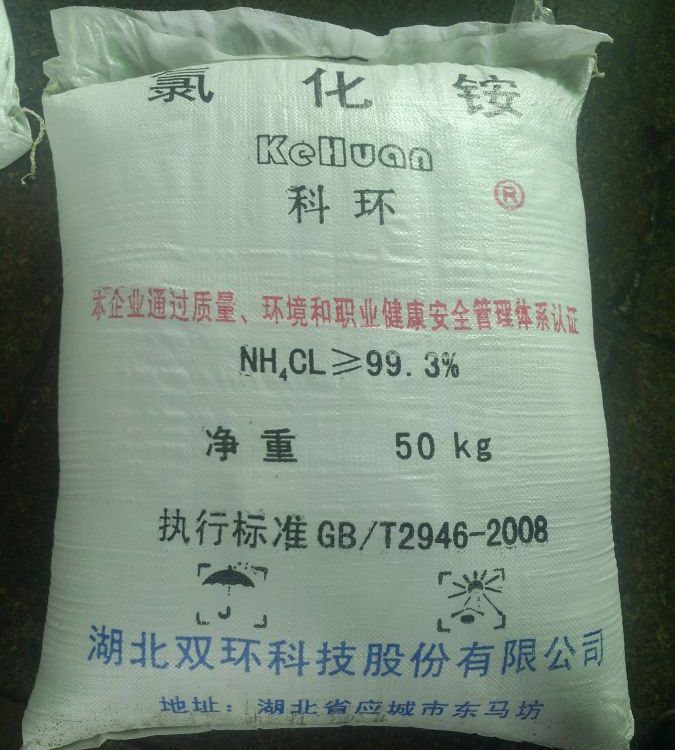 氯化铵
KeHuan
科环 ®
本企业通过质量、环境和职业健康安全管理体系认证
NH₄CL≥99.3%
净重 50 kg
执行标准GB/T2946-2008
湖北双环科技股份有限公司
地址:湖北省应城市东马坊